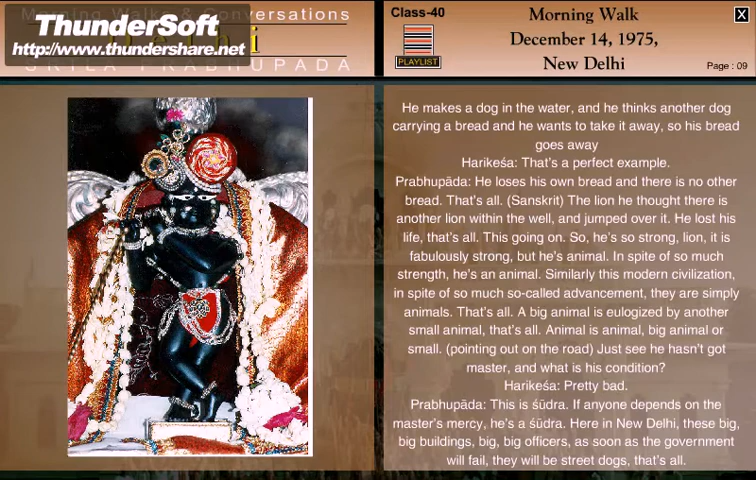 Morning Walks & Conversations
ThunderSoft
http://www.thundershare.net
SRILA PRABHUPADA
Class-40
PLAYLIST
Morning Walk
December 14, 1975,
New Delhi
X
Page : 09
He makes a dog in the water, and he thinks another dog
carrying a bread and he wants to take it away, so his bread
goes away
Harikeśa: That's a perfect example.
Prabhupāda: He loses his own bread and there is no other
bread. That's all. (Sanskrit) The lion he thought there is
another lion within the well, and jumped over it. He lost his
life, that's all. This going on. So, he's so strong, lion, it is
fabulously strong, but he's animal. In spite of so much
strength, he's an animal. Similarly this modern civilization,
in spite of so much so-called advancement, they are simply
animals. That's all. A big animal is eulogized by another
small animal, that's all. Animal is animal, big animal or
small. (pointing out on the road) Just see he hasn't got
master, and what is his condition?
Harikeśa: Pretty bad.
Prabhupāda: This is śūdra. If anyone depends on the
master's mercy, he's a śūdra. Here in New Delhi, these big,
big buildings, big, big officers, as soon as the government
will fail, they will be street dogs, that's all.